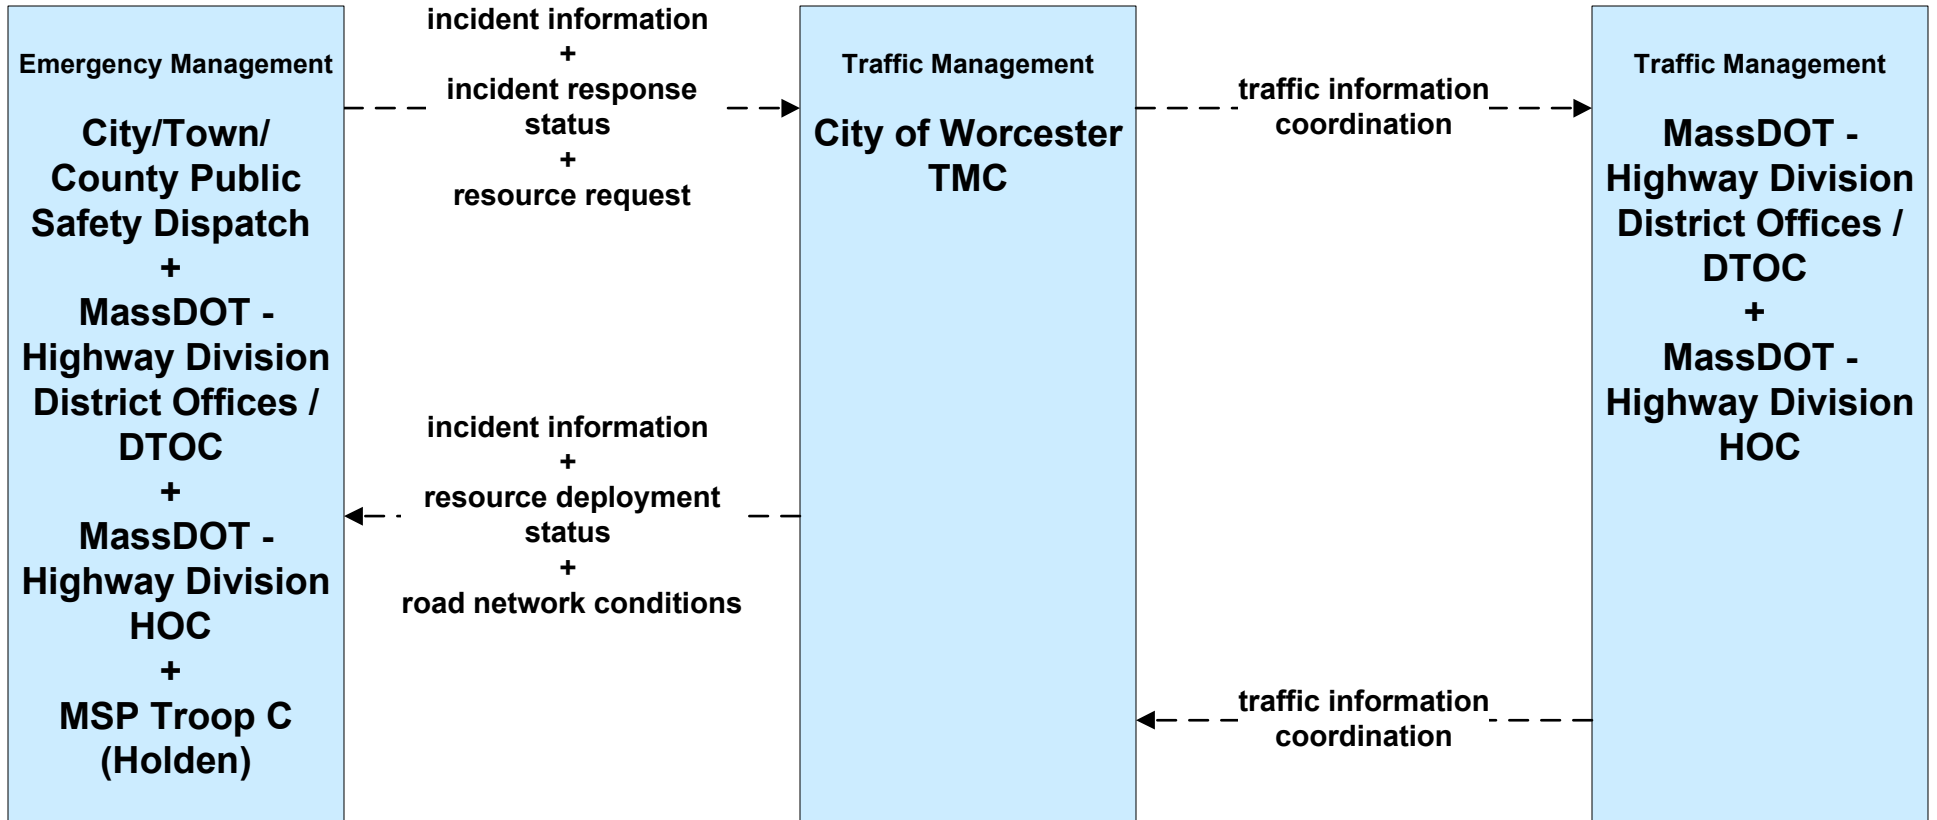 Emergency Management
City/Town/
County Public
Safety Dispatch
+
MassDOT -
Highway Division
District Offices /
DTOC
+
MassDOT -
Highway Division
HOC
+
MSP Troop C
(Holden)
incident information
+
incident response
status
+
resource request
incident information
+
resource deployment
status
+
road network conditions
Traffic Management
City of Worcester
TMC
traffic information
coordination
traffic information
coordination
Traffic Management
MassDOT -
Highway Division
District Offices /
DTOC
+
MassDOT -
Highway Division
HOC